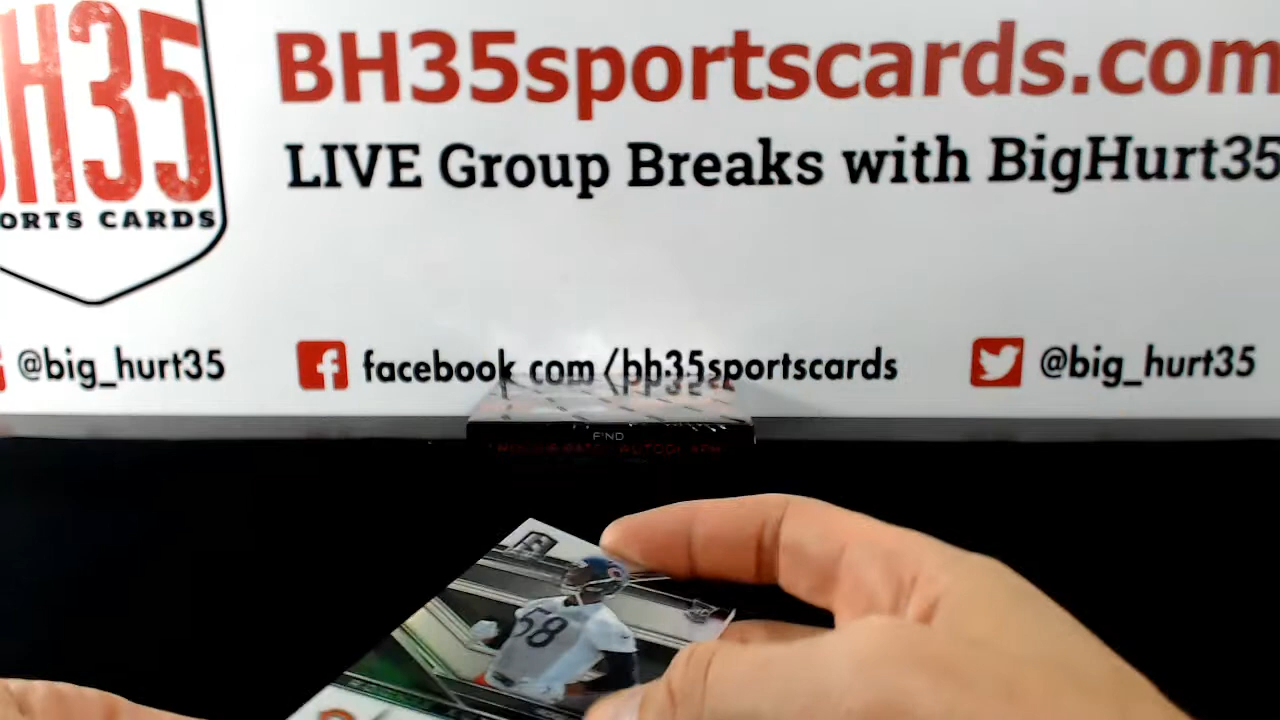 H35
ORTS CARDS
BH35sportscards.com
LIVE Group Breaks with BigHurt35
@big_hurt35
facebook.com/bh35sportscards
@big_hurt35
FIND
58